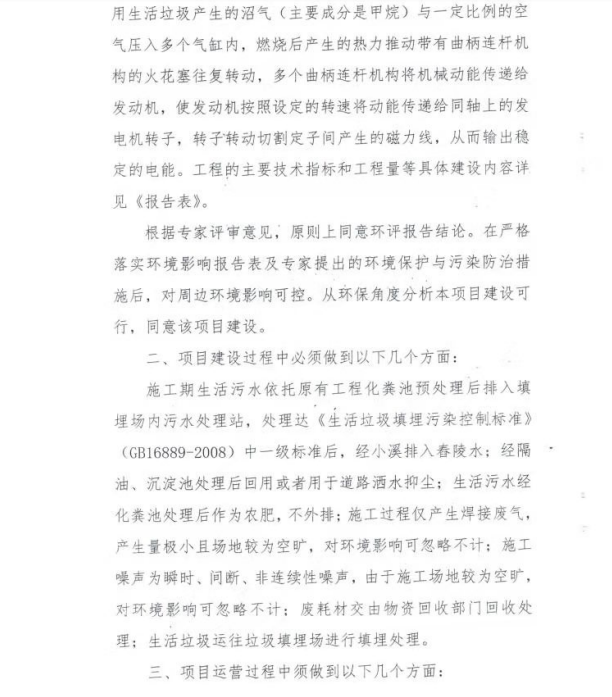 用生活垃圾产生的沼气（主要成分是甲烷）与一定比例的空
气压入多个气缸内，燃烧后产生的热力推动带有曲柄连杆机
构的火花塞往复转动，多个曲柄连杆机构将机械动能传递给
发动机，使发动机按照设定的转速将动能传递给同轴上的发
电机转子，转子转动切割定子间产生的磁力线，从而输出稳
定的电能。工程的主要技术指标和工程量等具体建设内容详
见《报告表》。
根据专家评审意见，原则上同意环评报告结论。在严格
落实环境影响报告表及专家提出的环境保护与污染防治措
施后，对周边环境影响可控。从环保角度分析本项目建设可
行，同意该项目建设。
二、项目建设过程中必须做到以下几个方面：
施工期生活污水依托原有工程化粪池预处理后排入填
埋场内污水处理站，处理达《生活垃圾填埋污染控制标准》
（GB16889-2008）中一级标准后，经小溪排入舂陵水；经隔
油、沉淀池处理后回用或者用于道路洒水抑尘；生活污水经
化粪池处理后作为农肥，不外排；施工过程仅产生焊接废气，
产生量极小且场地较为空旷，对环境影响可忽略不计；施工
噪声为瞬时、间断、非连续性噪声，由于施工场地较为空旷，
对环境影响可忽略不计；废耗材交由物资回收部门回收处
理；生活垃圾运往垃圾填埋场进行填埋处理。
三、项目运营过程中须做到以下几个方面：